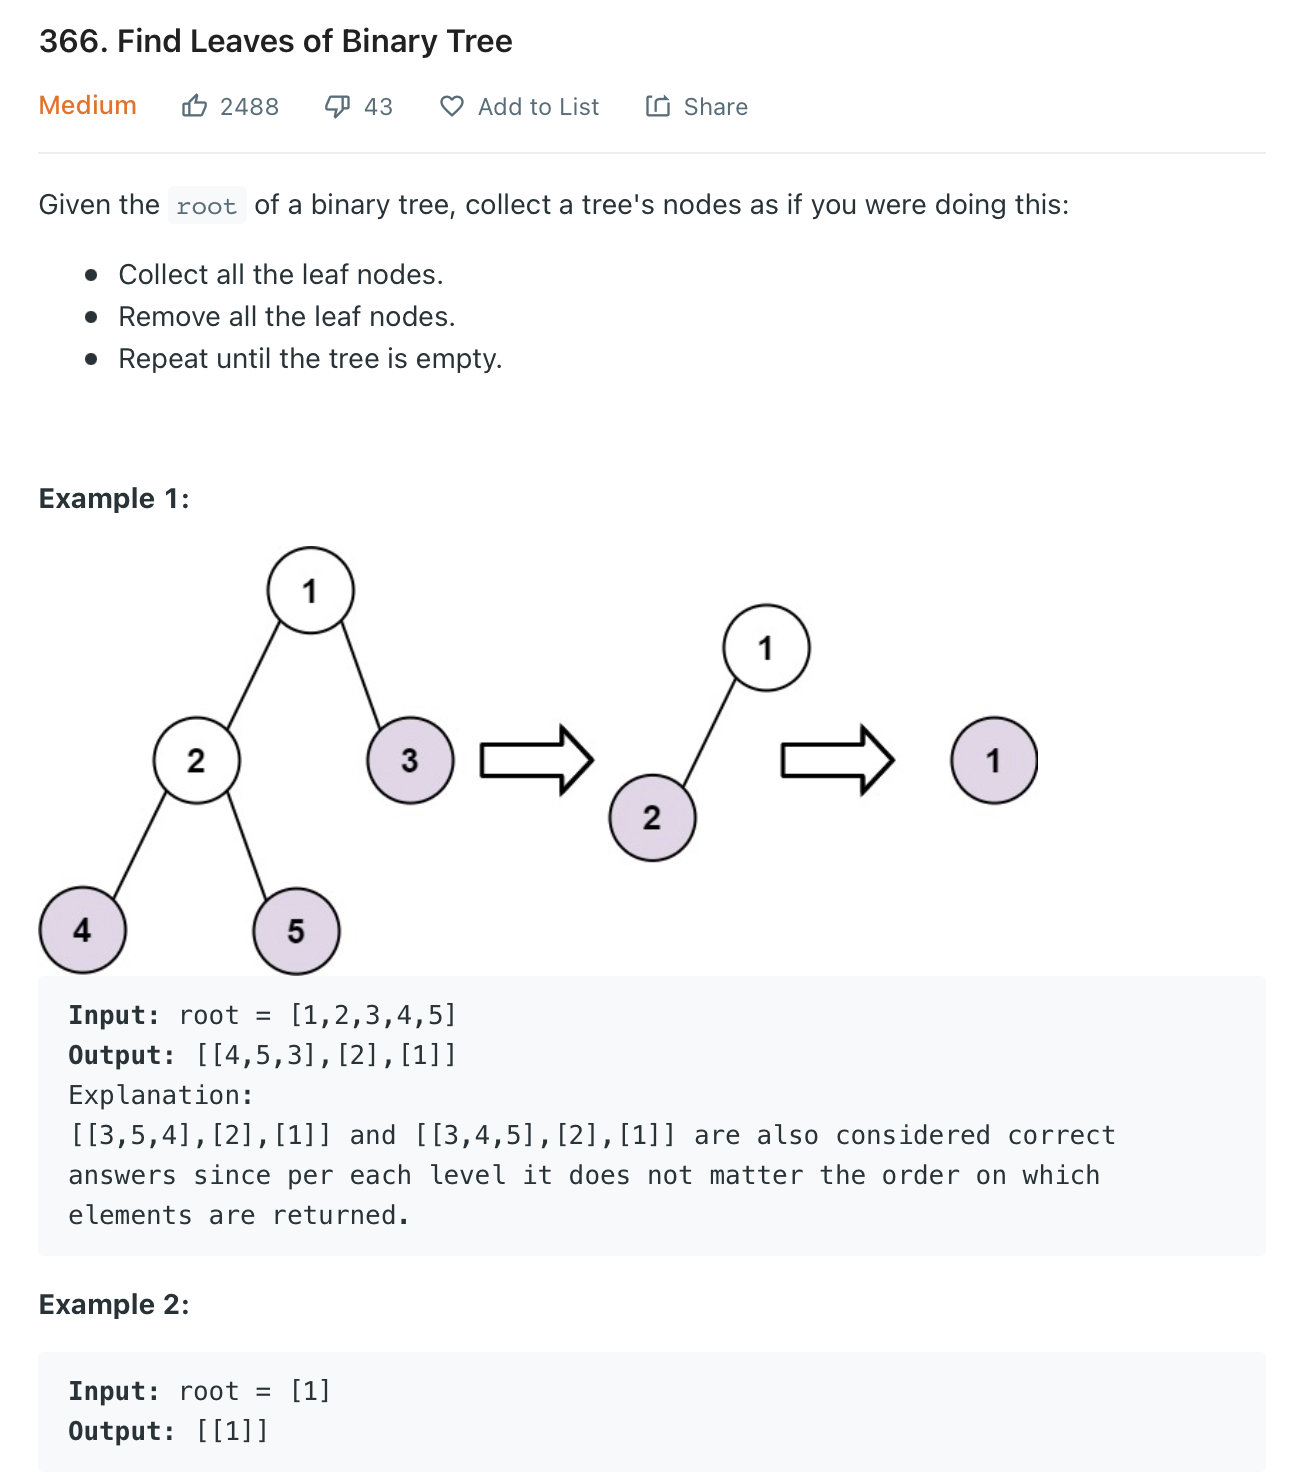 366. Find Leaves of Binary Tree
Medium 2488 43 Add to List Share
Given the root of a binary tree, collect a tree's nodes as if you were doing this:
Collect all the leaf nodes.
Remove all the leaf nodes.
Repeat until the tree is empty.
Example 1:
1
1
2 3 1
2
4 5
Input: root = [1,2,3,4,5]
Output: [[4,5,3],[2],[1]]
Explanation:
[[3,5,4],[2],[1]] and [[3,4,5],[2],[1]] are also considered correct
answers since per each level it does not matter the order on which
elements are returned.
Example 2:
Input: root = [1]
Output: [[1]]